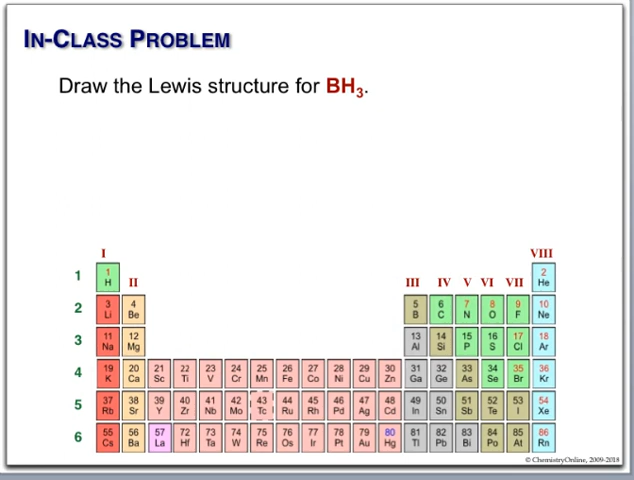 IN-CLASS PROBLEM
Draw the Lewis structure for BH3.
I VIII
1 1 2
H II III IV V VI VII He
2 3 4 5 6 7 8 9 10
Li Be B C N O F Ne
3 11 12 13 14 15 16 17 18
Na Mg Al Si P S Cl Ar
4 19 20 21 22 23 24 25 26 27 28 29 30 31 32 33 34 35 36
K Ca Sc Ti V Cr Mn Fe Co Ni Cu Zn Ga Ge As Se Br Kr
5 37 38 39 40 41 42 43 44 45 46 47 48 49 50 51 52 53 54
Rb Sr Y Zr Nb Mo Tc Ru Rh Pd Ag Cd In Sn Sb Te I Xe
6 55 56 57 72 73 74 75 76 77 78 79 80 81 82 83 84 85 86
Cs Ba La Hf Ta W Re Os Ir Pt Au Hg Tl Pb Bi Po At Rn
© ChemistryOnline, 2009-2018